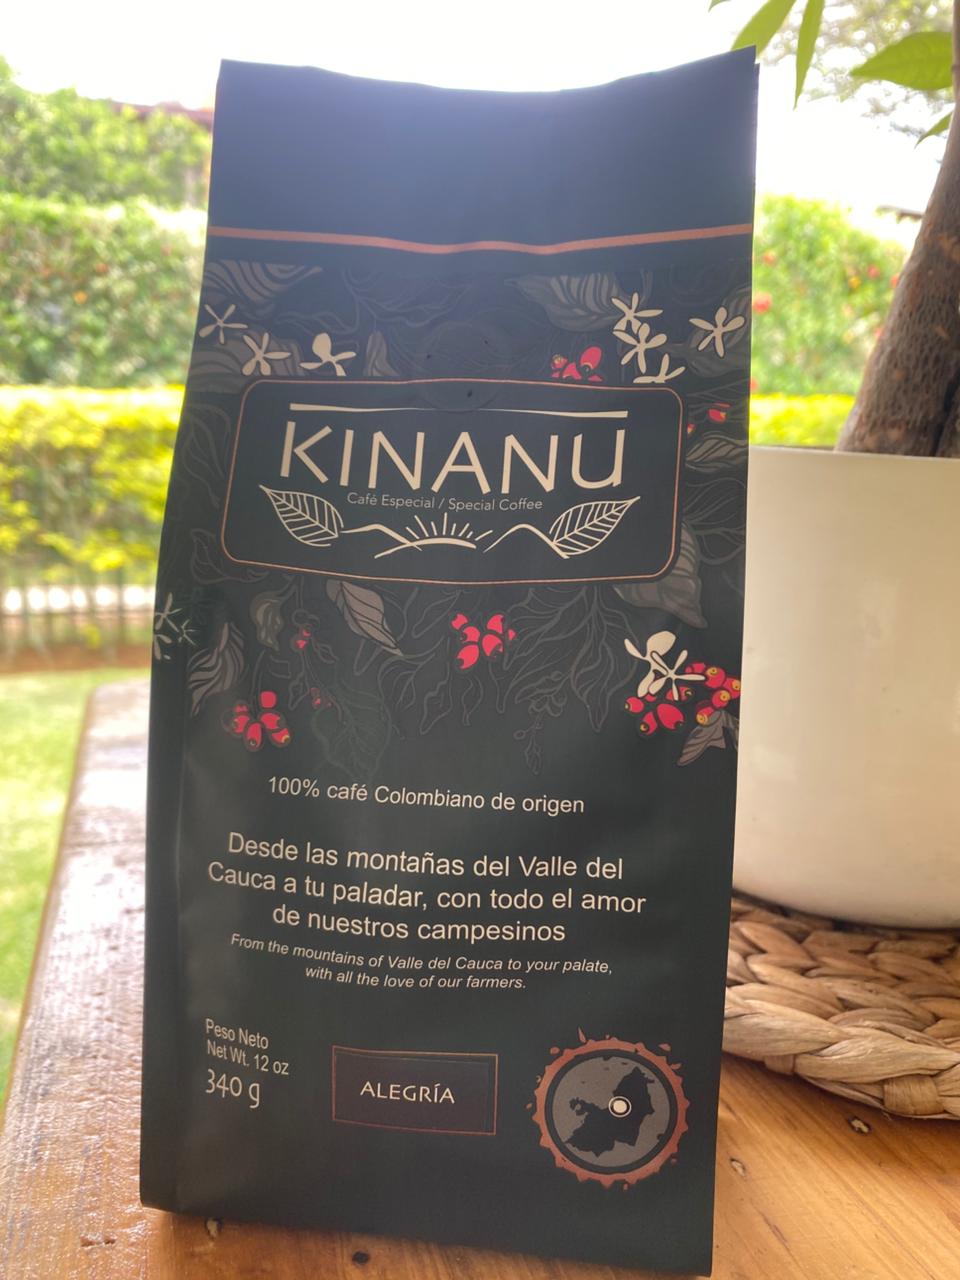 KINANŪ
Café Especial / Special Coffee
100% café Colombiano de origen
Desde las montañas del Valle del
Cauca a tu paladar, con todo el amor
de nuestros campesinos
From the mountains of Valle del Cauca to your palate,
with all the love of our farmers.
Peso Neto
Net Wt. 12 oz
340 g
ALEGRÍA